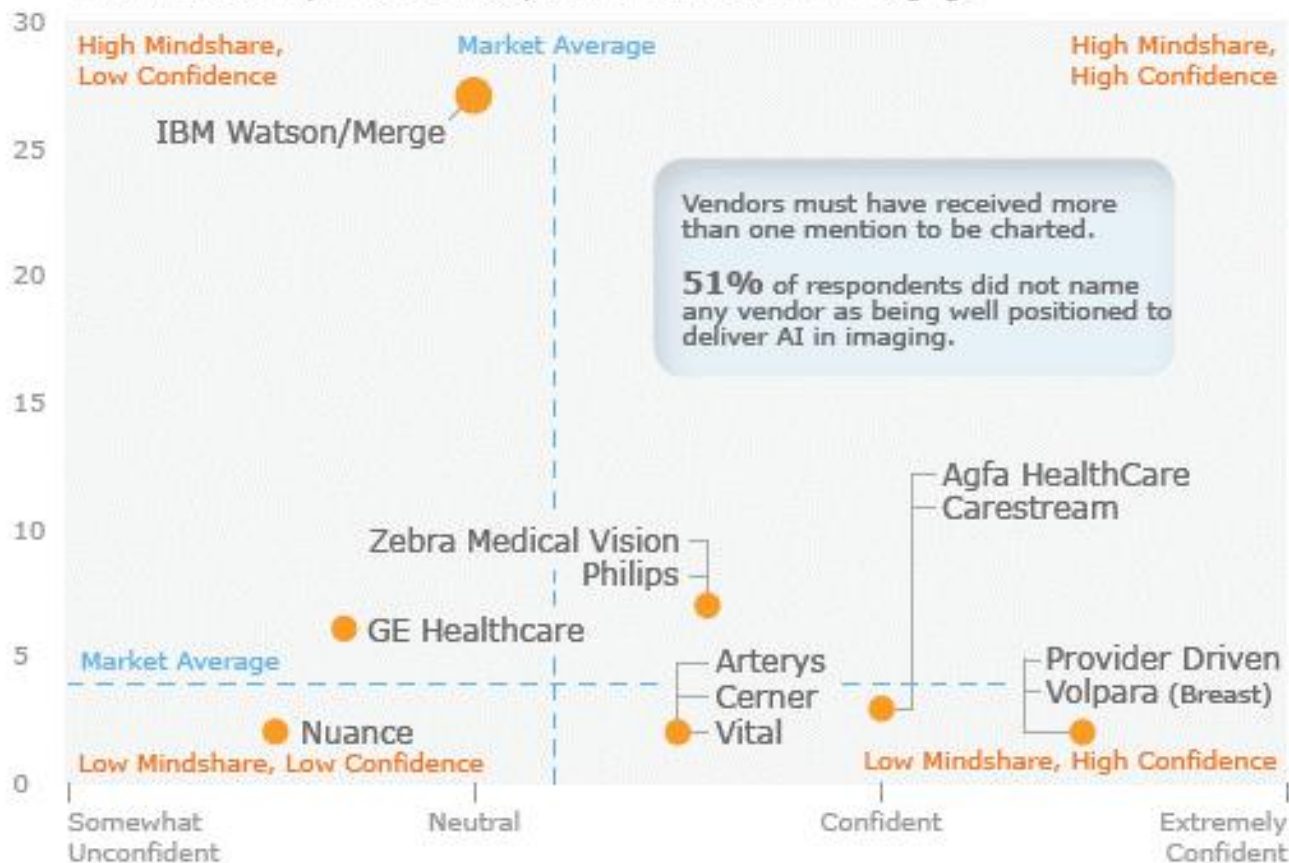 30
High Mindshare,
Low Confidence
Market Average
High Mindshare,
High Confidence
IBM Watson/Merge
25
Vendors must have received more
than one mention to be charted.
51% of respondents did not name
any vendor as being well positioned to
deliver AI in imaging.
20
15
Agfa HealthCare
Carestream
10
Zebra Medical Vision
Philips
GE Healthcare
5
Market Average
Arterys
Cerner
Vital
Provider Driven
Volpara (Breast)
Nuance
Low Mindshare, Low Confidence
Low Mindshare, High Confidence
0
Somewhat
Unconfident
Neutral
Confident
Extremely
Confident